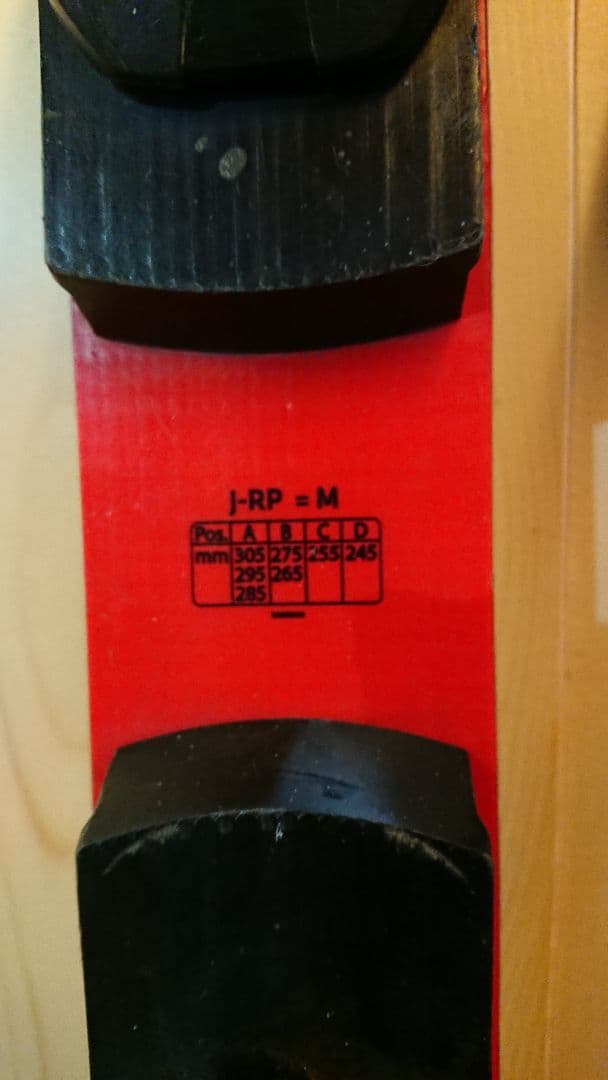 J-RP = M
Pos. A B C D
mm 305 275 255 245
295 265
285